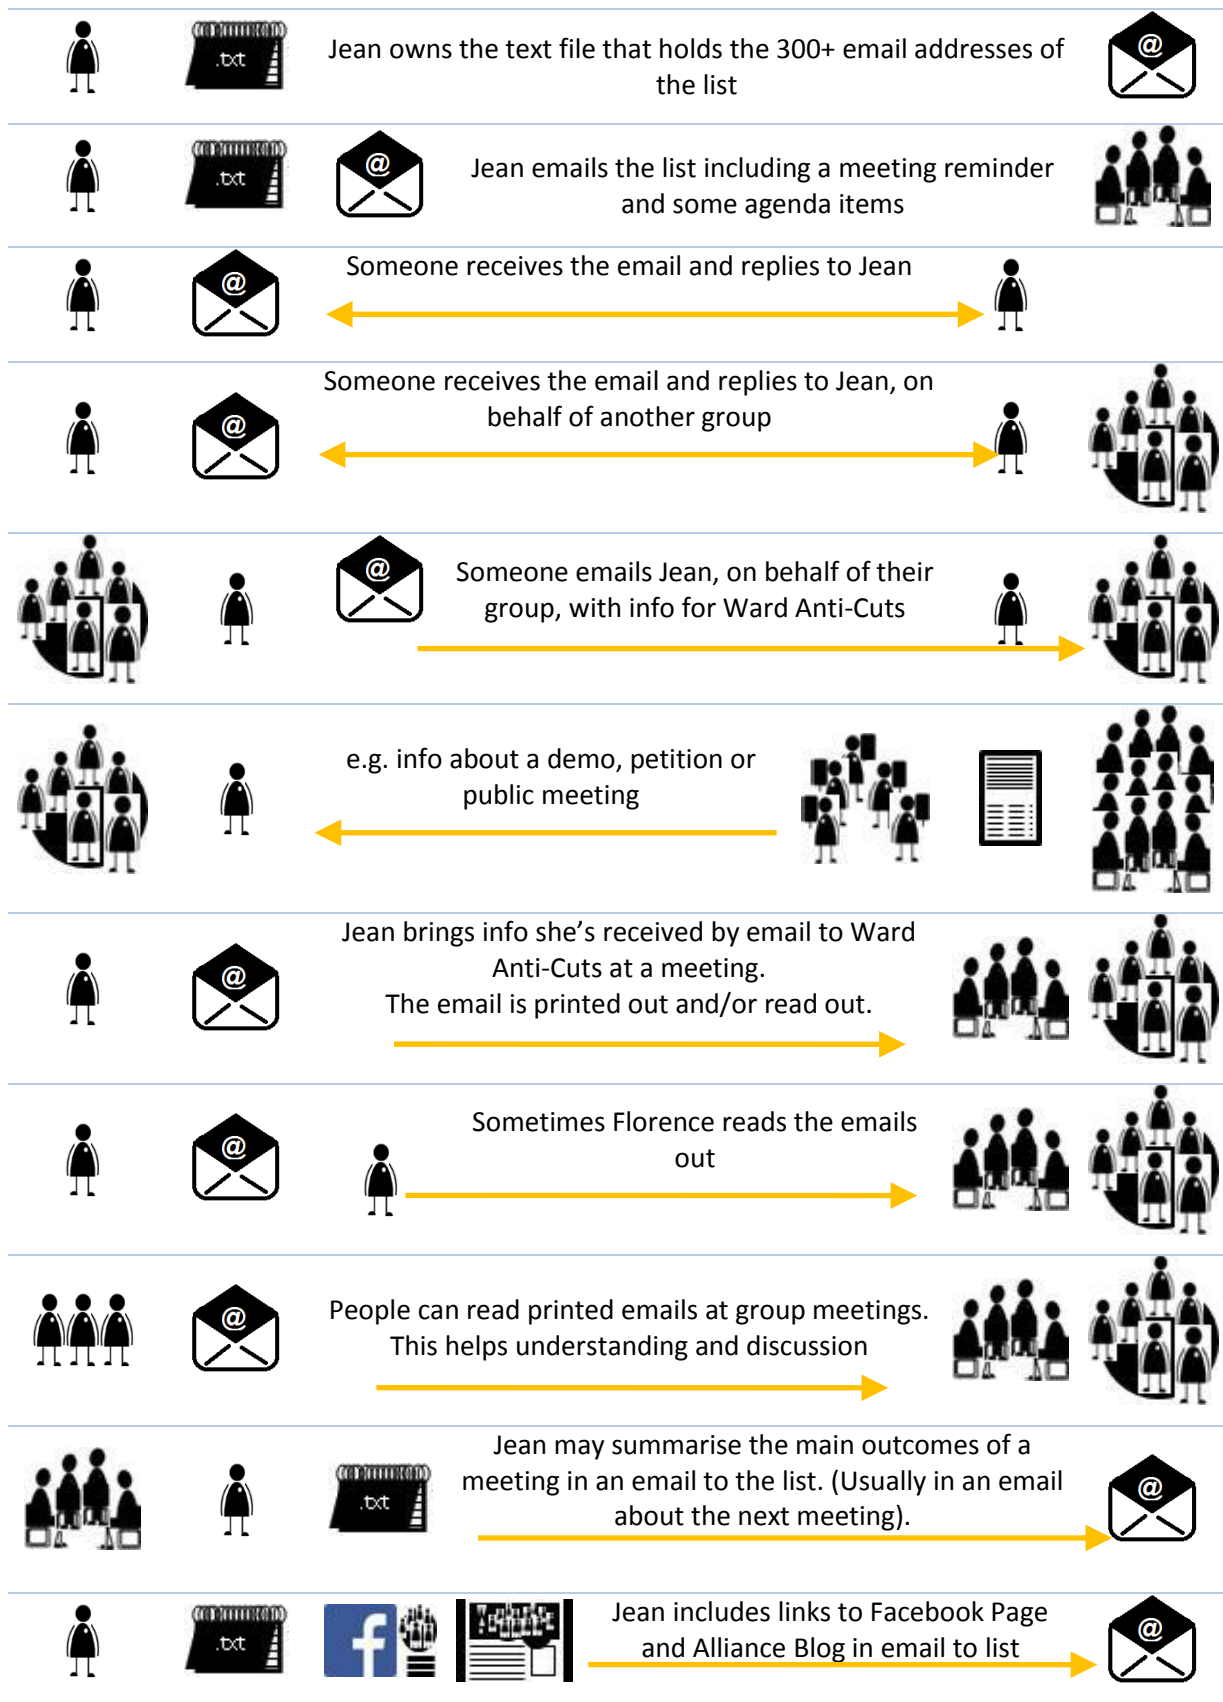 .txt
Jean owns the text file that holds the 300+ email addresses of
the list
@
.txt
@
Jean emails the list including a meeting reminder
and some agenda items
@
Someone receives the email and replies to Jean
@
Someone receives the email and replies to Jean, on
behalf of another group
@
Someone emails Jean, on behalf of their
group, with info for Ward Anti-Cuts
e.g. info about a demo, petition or
public meeting
@
Jean brings info she’s received by email to Ward
Anti-Cuts at a meeting.
The email is printed out and/or read out.
@
Sometimes Florence reads the emails
out
@
People can read printed emails at group meetings.
This helps understanding and discussion
.txt
Jean may summarise the main outcomes of a
meeting in an email to the list. (Usually in an email
about the next meeting).
@
.txt
f
Jean includes links to Facebook Page
and Alliance Blog in email to list
@